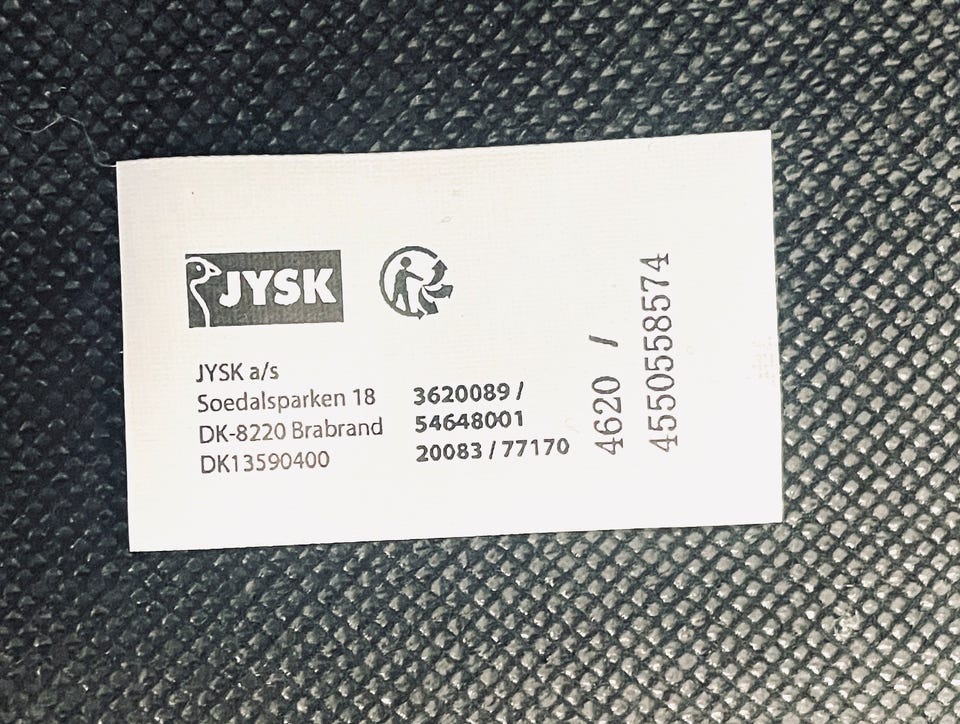 JYSK
JYSK a/s
Soedalsparken 18
DK-8220 Brabrand
DK13590400
3620089 /
54648001
20083 / 77170
4620 /
4550558574